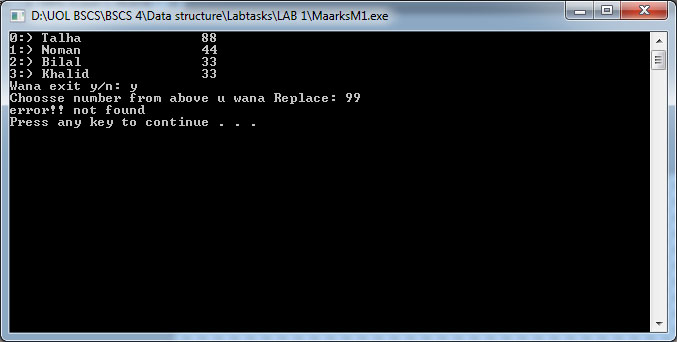 D:\UOL BSCS\BSCS 4\Data structure\Labtasks\LAB 1\MaarksM1.exe
0:) Talha 88
1:) Noman 44
2:) Bilal 33
3:) Khalid 33
Wana exit y/n: y
Choosse number from above u wana Replace: 99
error!! not found
Press any key to continue . . .